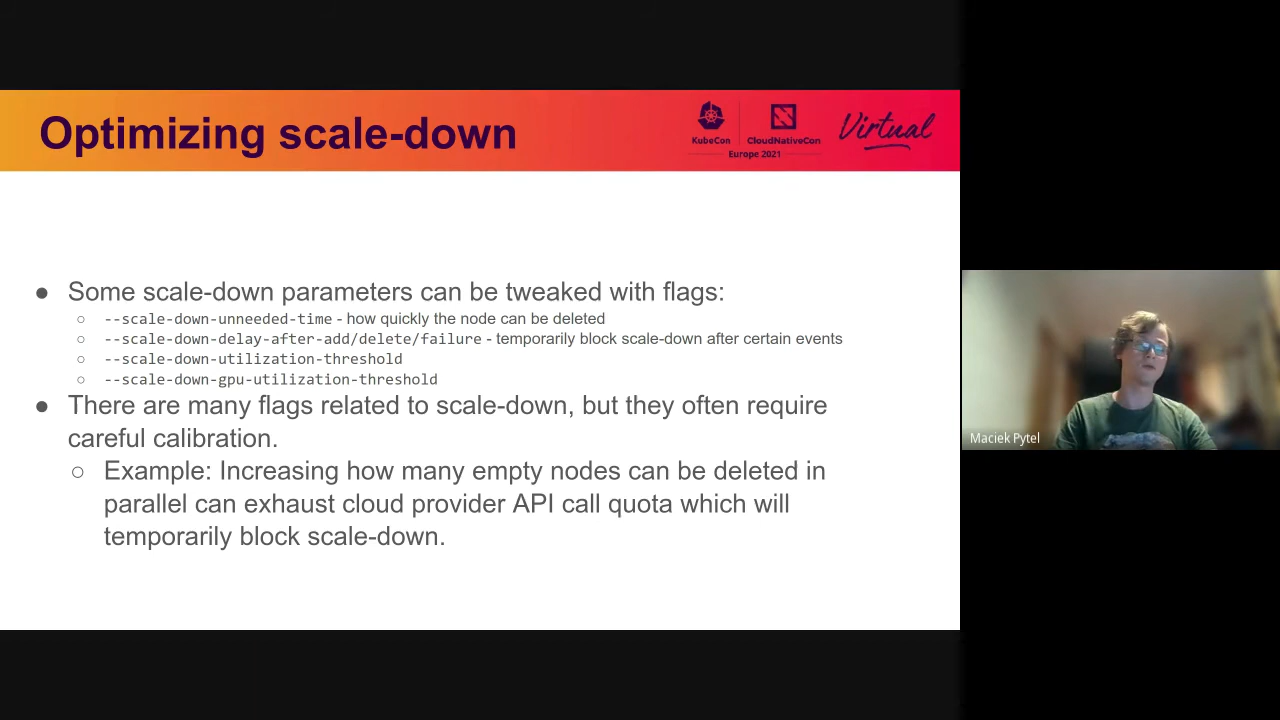 Optimizing scale-down
KubeCon
CloudNativeCon
Europe 2021
Virtual
● Some scale-down parameters can be tweaked with flags:
○ --scale-down-unneeded-time - how quickly the node can be deleted
○ --scale-down-delay-after-add/delete/failure - temporarily block scale-down after certain events
○ --scale-down-utilization-threshold
○ --scale-down-gpu-utilization-threshold
● There are many flags related to scale-down, but they often require
careful calibration.
○ Example: Increasing how many empty nodes can be deleted in
parallel can exhaust cloud provider API call quota which will
temporarily block scale-down.
Maciek Pytel